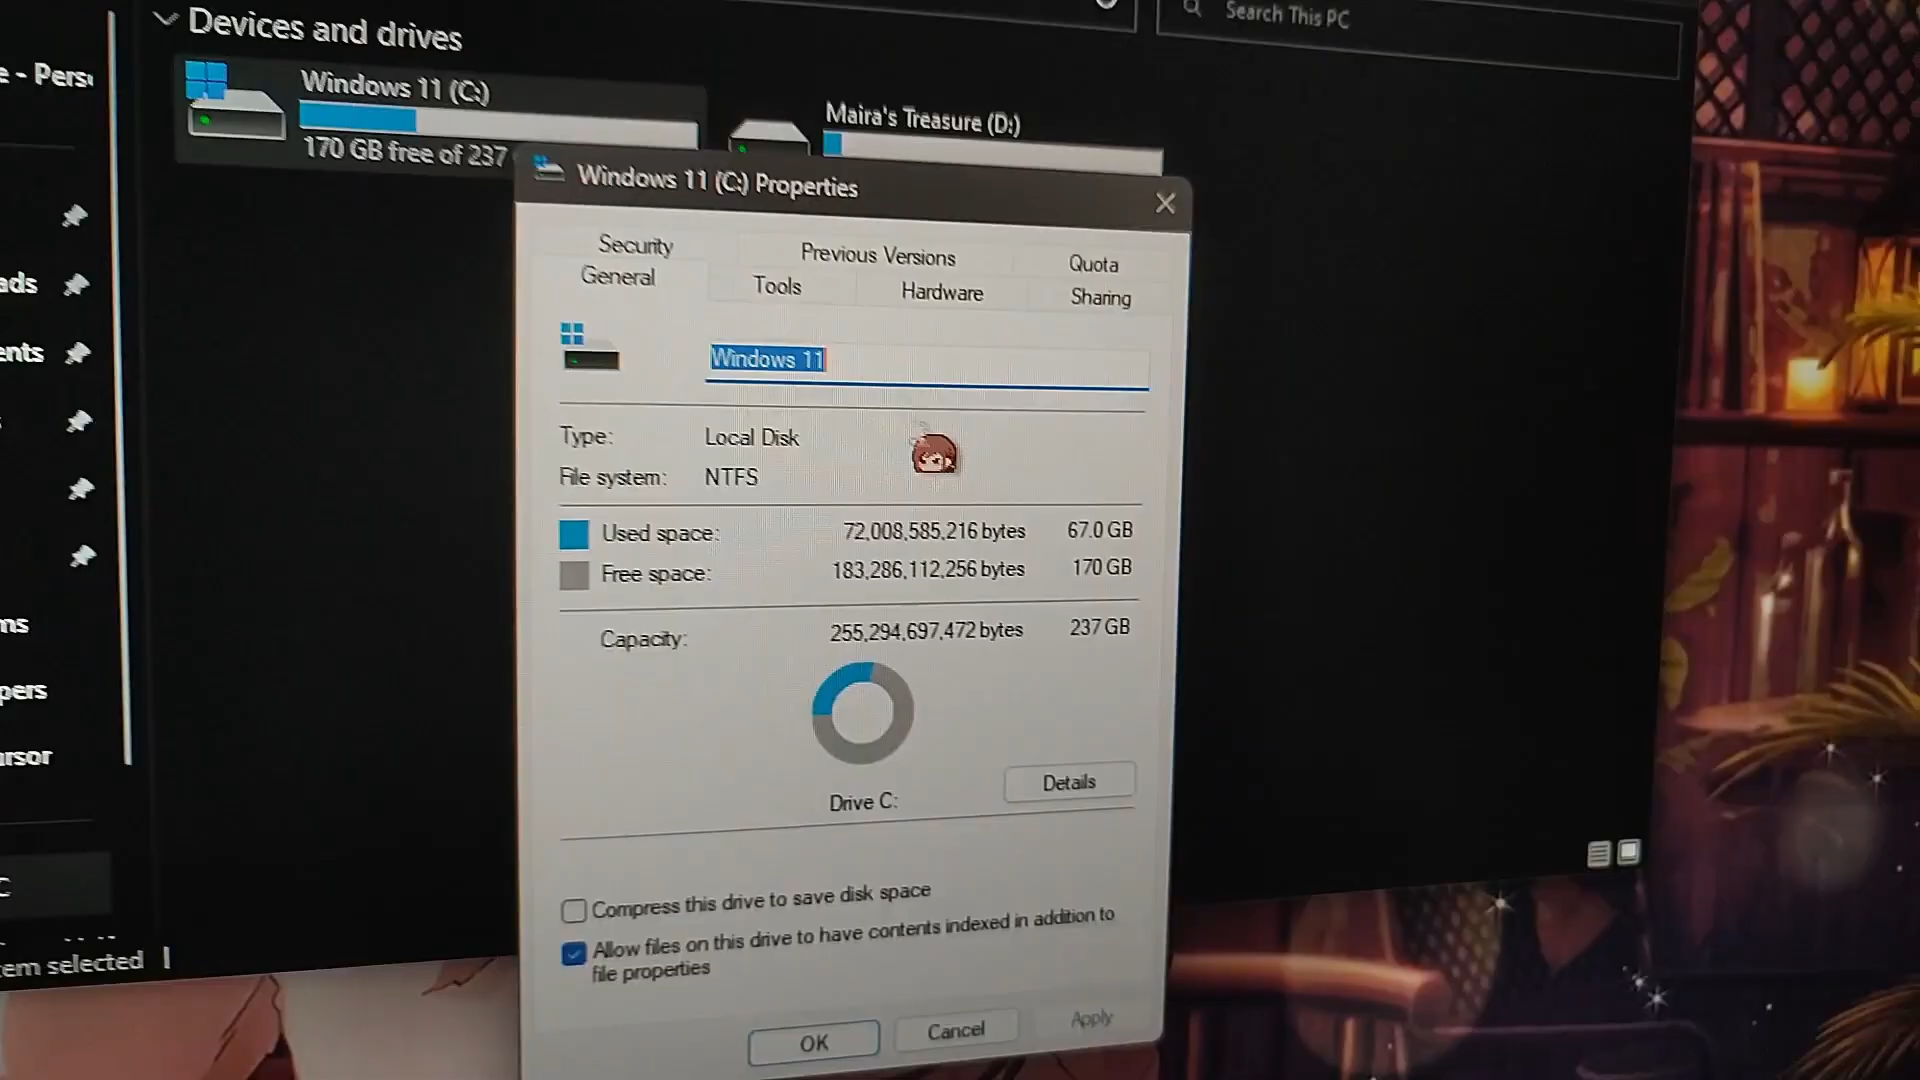 Devices and drives
Search This PC
Windows 11 (C:)
170 GB free of 237
Maira's Treasure (D:)
e - Pers
ads
ents
ms
pers
ursor
C
em selected
Windows 11 (C:) Properties
Security
Previous Versions
Quota
General
Tools
Hardware
Sharing
Windows 11
Type: Local Disk
File system: NTFS
Used space: 72,008,585,216 bytes 67.0 GB
Free space: 183,286,112,256 bytes 170 GB
Capacity: 255,294,697,472 bytes 237 GB
Drive C:
Details
Compress this drive to save disk space
Allow files on this drive to have contents indexed in addition to
file properties
OK
Cancel
Apply